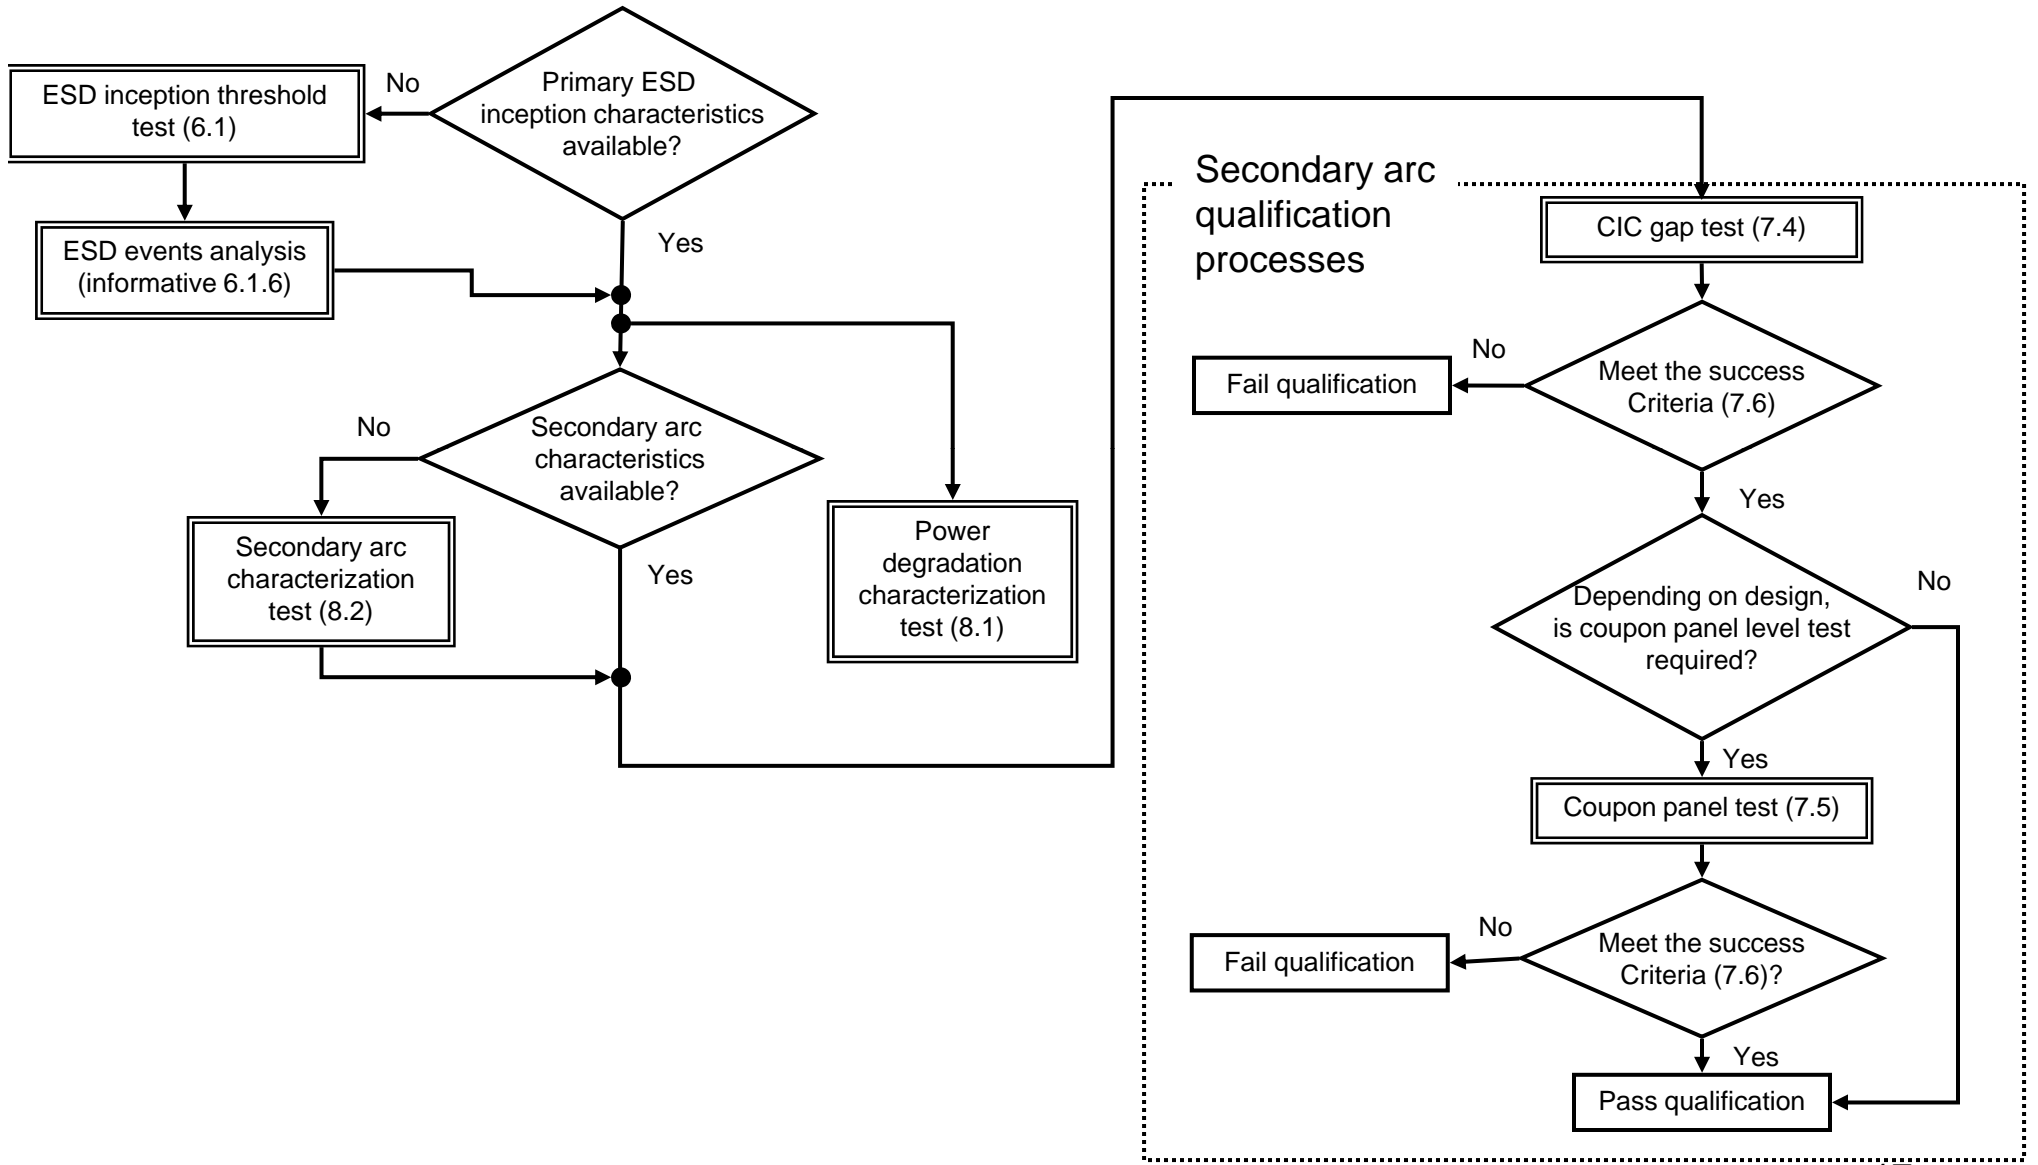 Primary ESD
inception characteristics
available?
No
ESD inception threshold
test (6.1)
ESD events analysis
(informative 6.1.6)
Yes
Secondary arc
characteristics
available?
No
Secondary arc
characterization
test (8.2)
Yes
Power
degradation
characterization
test (8.1)
Secondary arc
qualification
processes
CIC gap test (7.4)
Meet the success
Criteria (7.6)
No
Fail qualification
Yes
Depending on design,
is coupon panel level test
required?
No
Yes
Coupon panel test (7.5)
Meet the success
Criteria (7.6)?
No
Fail qualification
Yes
Pass qualification